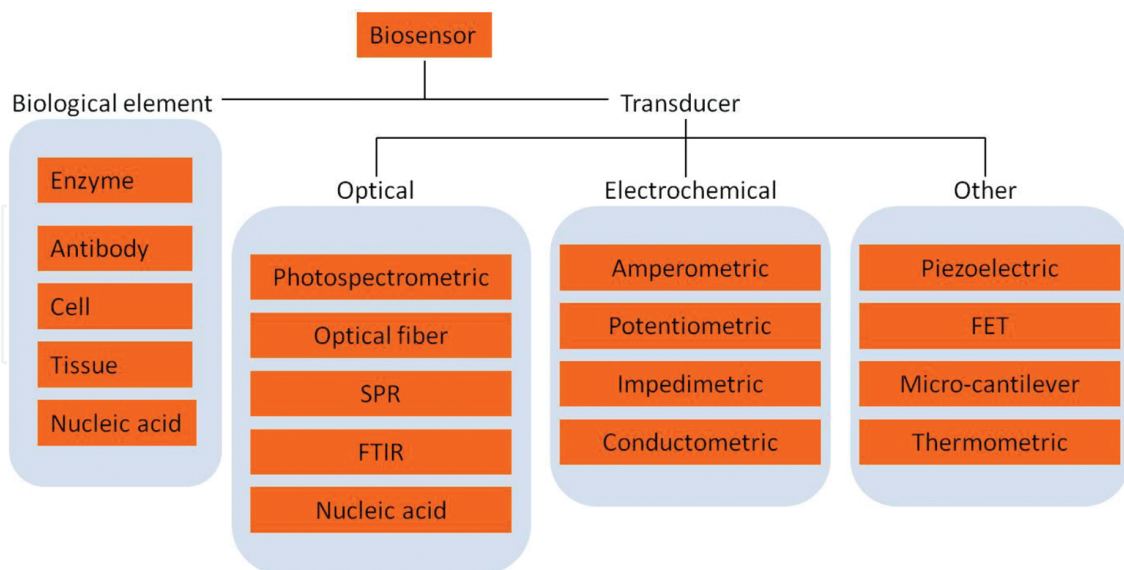 Biosensor
Biological element
Transducer
Enzyme
Antibody
Cell
Tissue
Nucleic acid
Optical
Photospectrometric
Optical fiber
SPR
FTIR
Nucleic acid
Electrochemical
Amperometric
Potentiometric
Impedimetric
Conductometric
Other
Piezoelectric
FET
Micro-cantilever
Thermometric